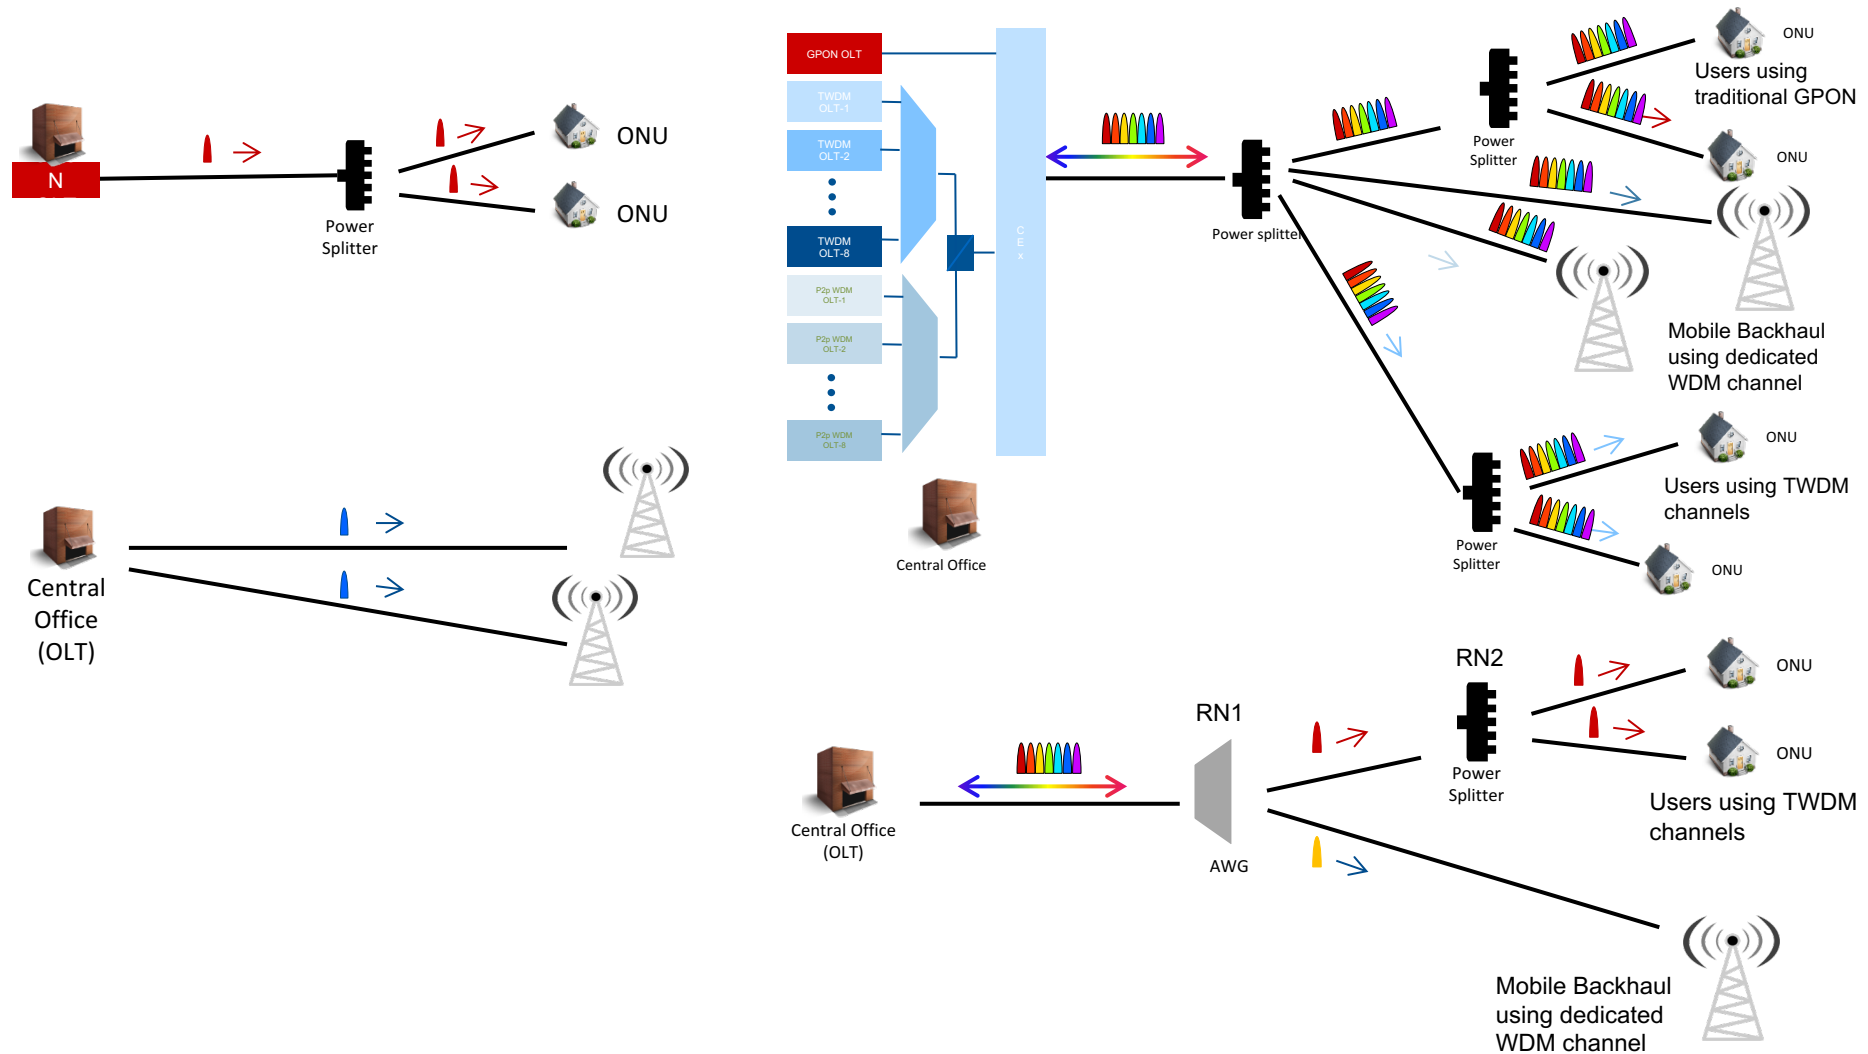 N
Power
Splitter
ONU
ONU
Central
Office
(OLT)
GPON OLT
TWDM
OLT-1
TWDM
OLT-2
TWDM
OLT-8
P2p WDM
OLT-1
P2p WDM
OLT-2
P2p WDM
OLT-8
C
E
x
Central Office
Power splitter
Power
Splitter
ONU
Users using
traditional GPON
ONU
Mobile Backhaul
using dedicated
WDM channel
Power
Splitter
ONU
Users using TWDM
channels
ONU
Central Office
(OLT)
RN1
AWG
RN2
Power
Splitter
ONU
ONU
Users using TWDM
channels
Mobile Backhaul
using dedicated
WDM channel